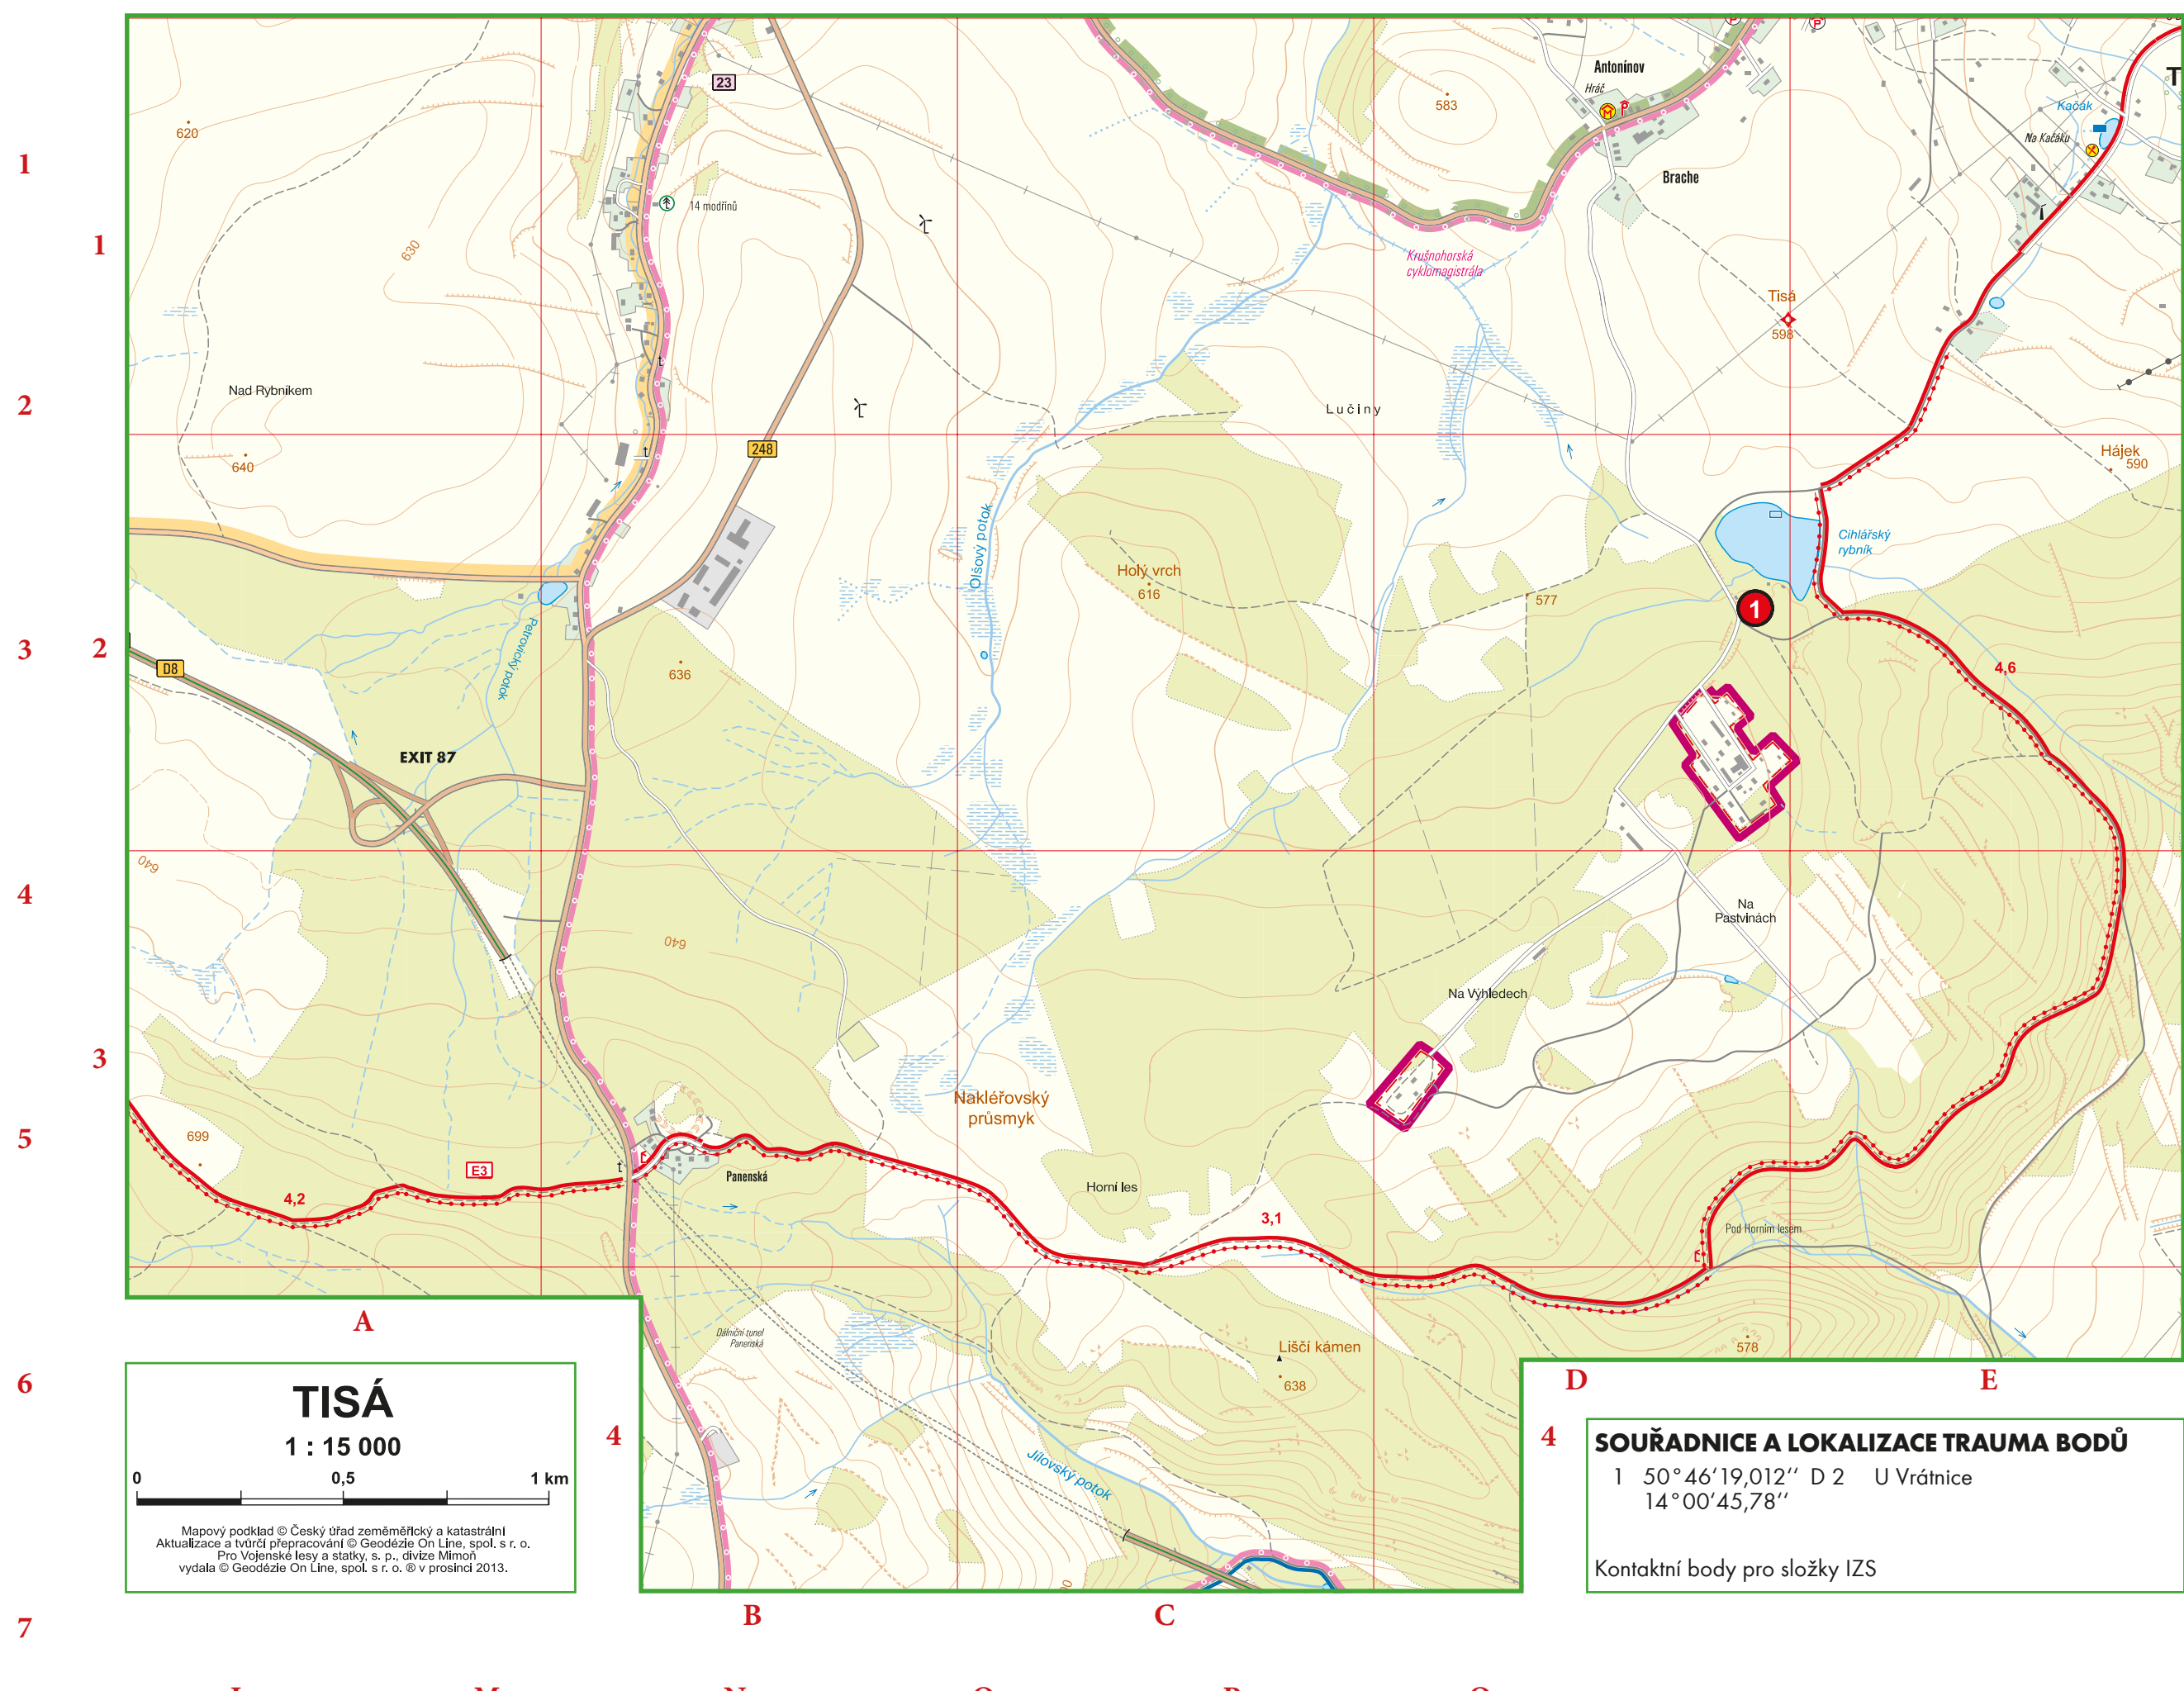 23
T
Antonínov
Hráč
583
620
Kačák
Na Kačáku
1
1
14 modřínů
Brache
630
Krušnohorská
cyklomagistrála
Tisá
598
Nad Rybníkem
2
Lučiny
248
Hájek
590
640
Olšový potok
Cihlářský
rybník
Holý vrch
616
577
1
Petrovický potok
3
2
D8
636
4,6
EXIT 87
640
4
Na
Pastvinách
640
Na Výhledech
3
Nakléřovský
průsmyk
5
699
E3
Panenská
4,2
Horní les
3,1
Pod Horním lesem
A
Dálniční tunel
Panenská
Liščí kámen
638
578
6
D
E
TISÁ
1 : 15 000
0 0,5 1 km
Mapový podklad © Český úřad zeměměřický a katastrální
Aktualizace a tvůrčí přepracování © Geodézie On Line, spol. s r. o.
Pro Vojenské lesy a statky, s. p., divize Mimoň
vydala © Geodézie On Line, spol. s r. o. ® v prosinci 2013.
4
Jílovský potok
4
SOUŘADNICE A LOKALIZACE TRAUMA BODŮ
1 50°46‘19,012‘‘ D 2 U Vrátnice
14°00‘45,78‘‘
Kontaktní body pro složky IZS
B
C
7